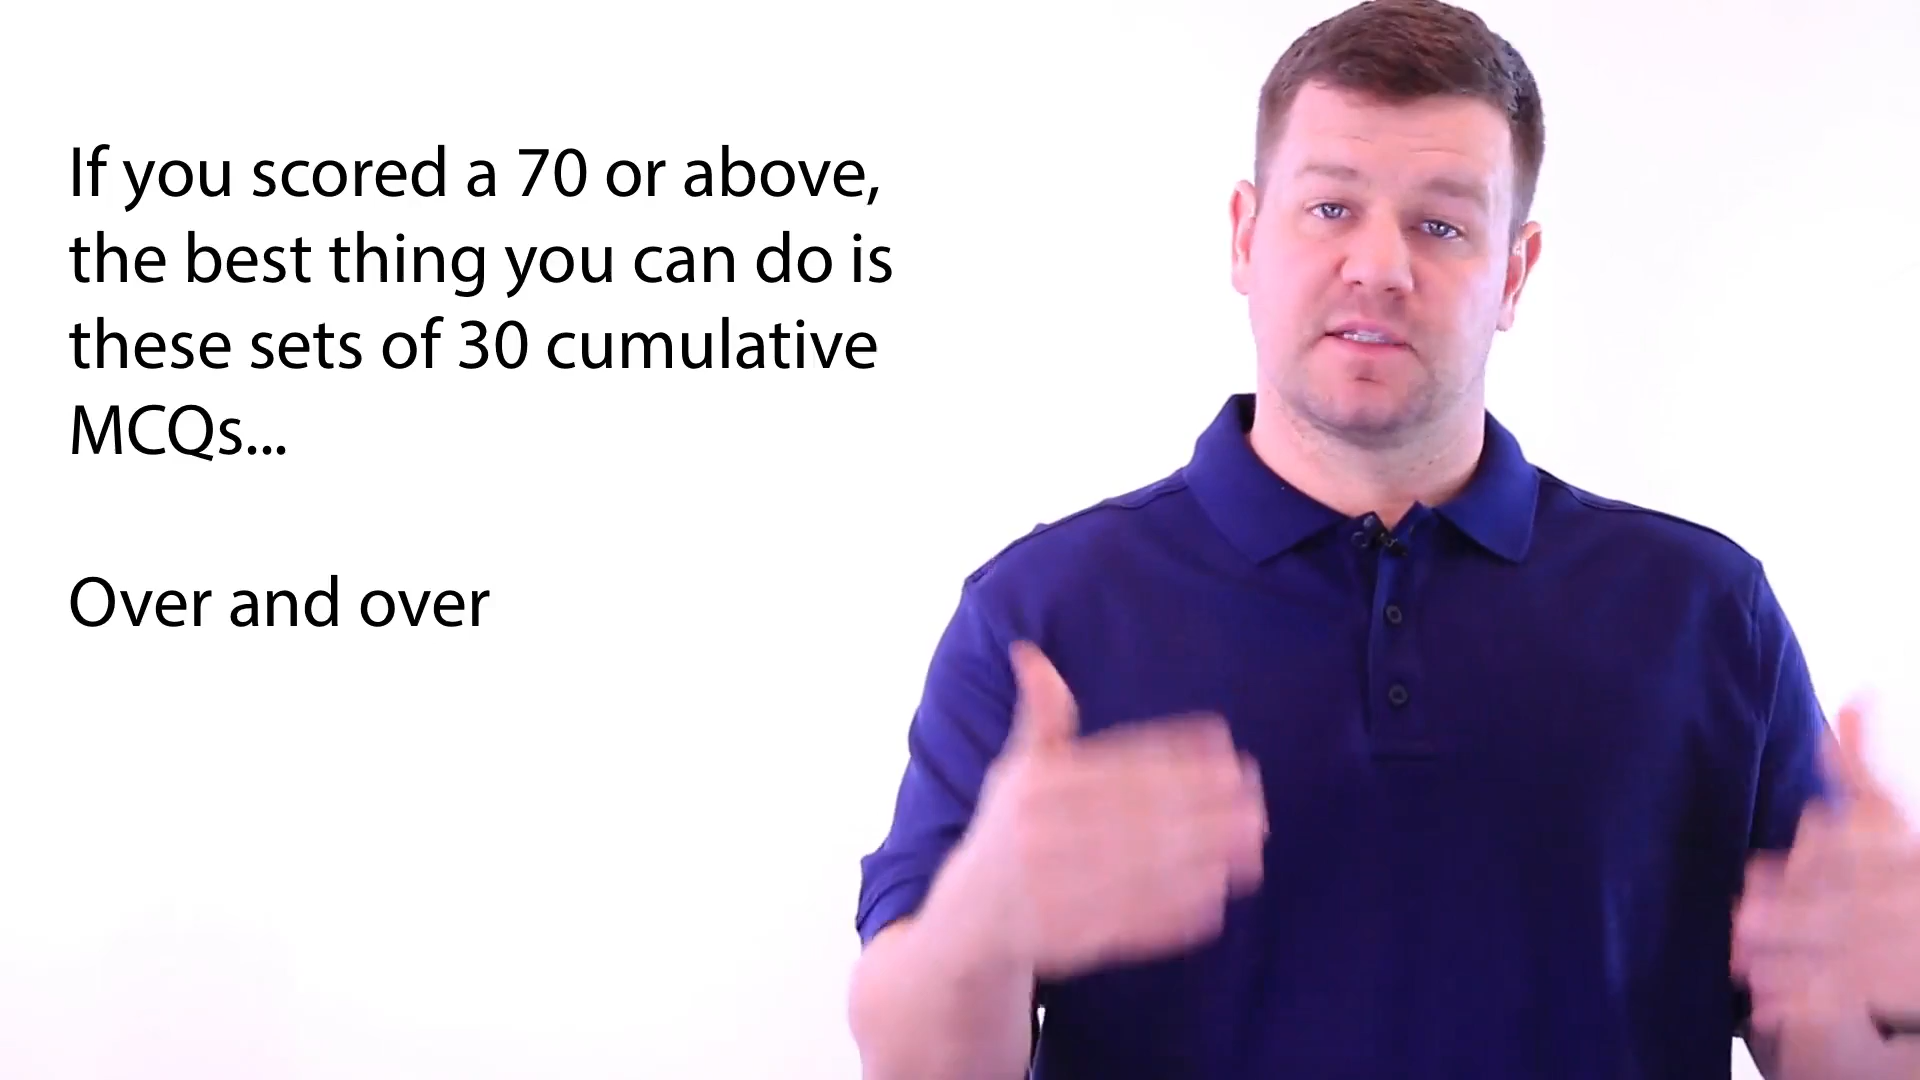 If you scored a 70 or above,
the best thing you can do is
these sets of 30 cumulative
MCQs...
Over and over